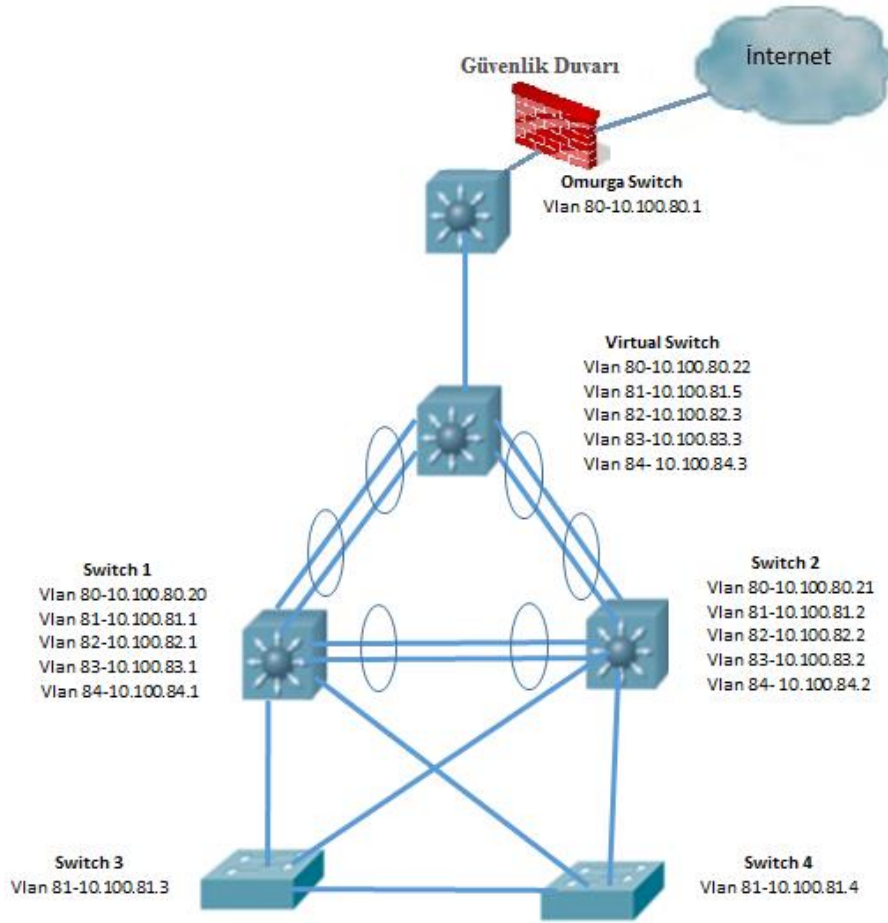 İnternet
Güvenlik Duvarı
Omurga Switch
Vlan 80-10.100.80.1
Virtual Switch
Vlan 80-10.100.80.22
Vlan 81-10.100.81.5
Vlan 82-10.100.82.3
Vlan 83-10.100.83.3
Vlan 84- 10.100.84.3
Switch 1
Vlan 80-10.100.80.20
Vlan 81-10.100.81.1
Vlan 82-10.100.82.1
Vlan 83-10.100.83.1
Vlan 84-10.100.84.1
Switch 2
Vlan 80-10.100.80.21
Vlan 81-10.100.81.2
Vlan 82-10.100.82.2
Vlan 83-10.100.83.2
Vlan 84- 10.100.84.2
Switch 3
Vlan 81-10.100.81.3
Switch 4
Vlan 81-10.100.81.4